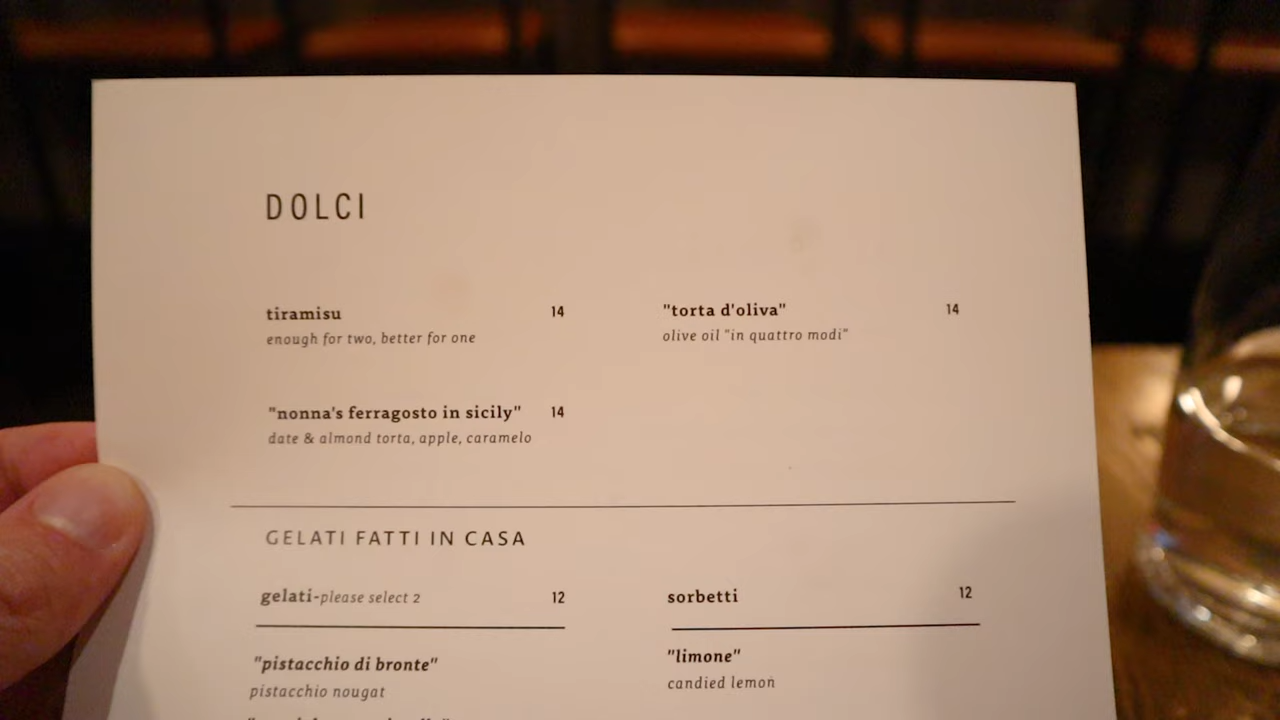 DOLCI
tiramisu 14
enough for two, better for one
"torta d'oliva" 14
olive oil "in quattro modi"
"nonna's ferragosto in sicily" 14
date & almond torta, apple, caramelo
GELATI FATTI IN CASA
gelati-please select 2 12
"pistacchio di bronte"
pistacchio nougat
sorbetti 12
"limone"
candied lemon